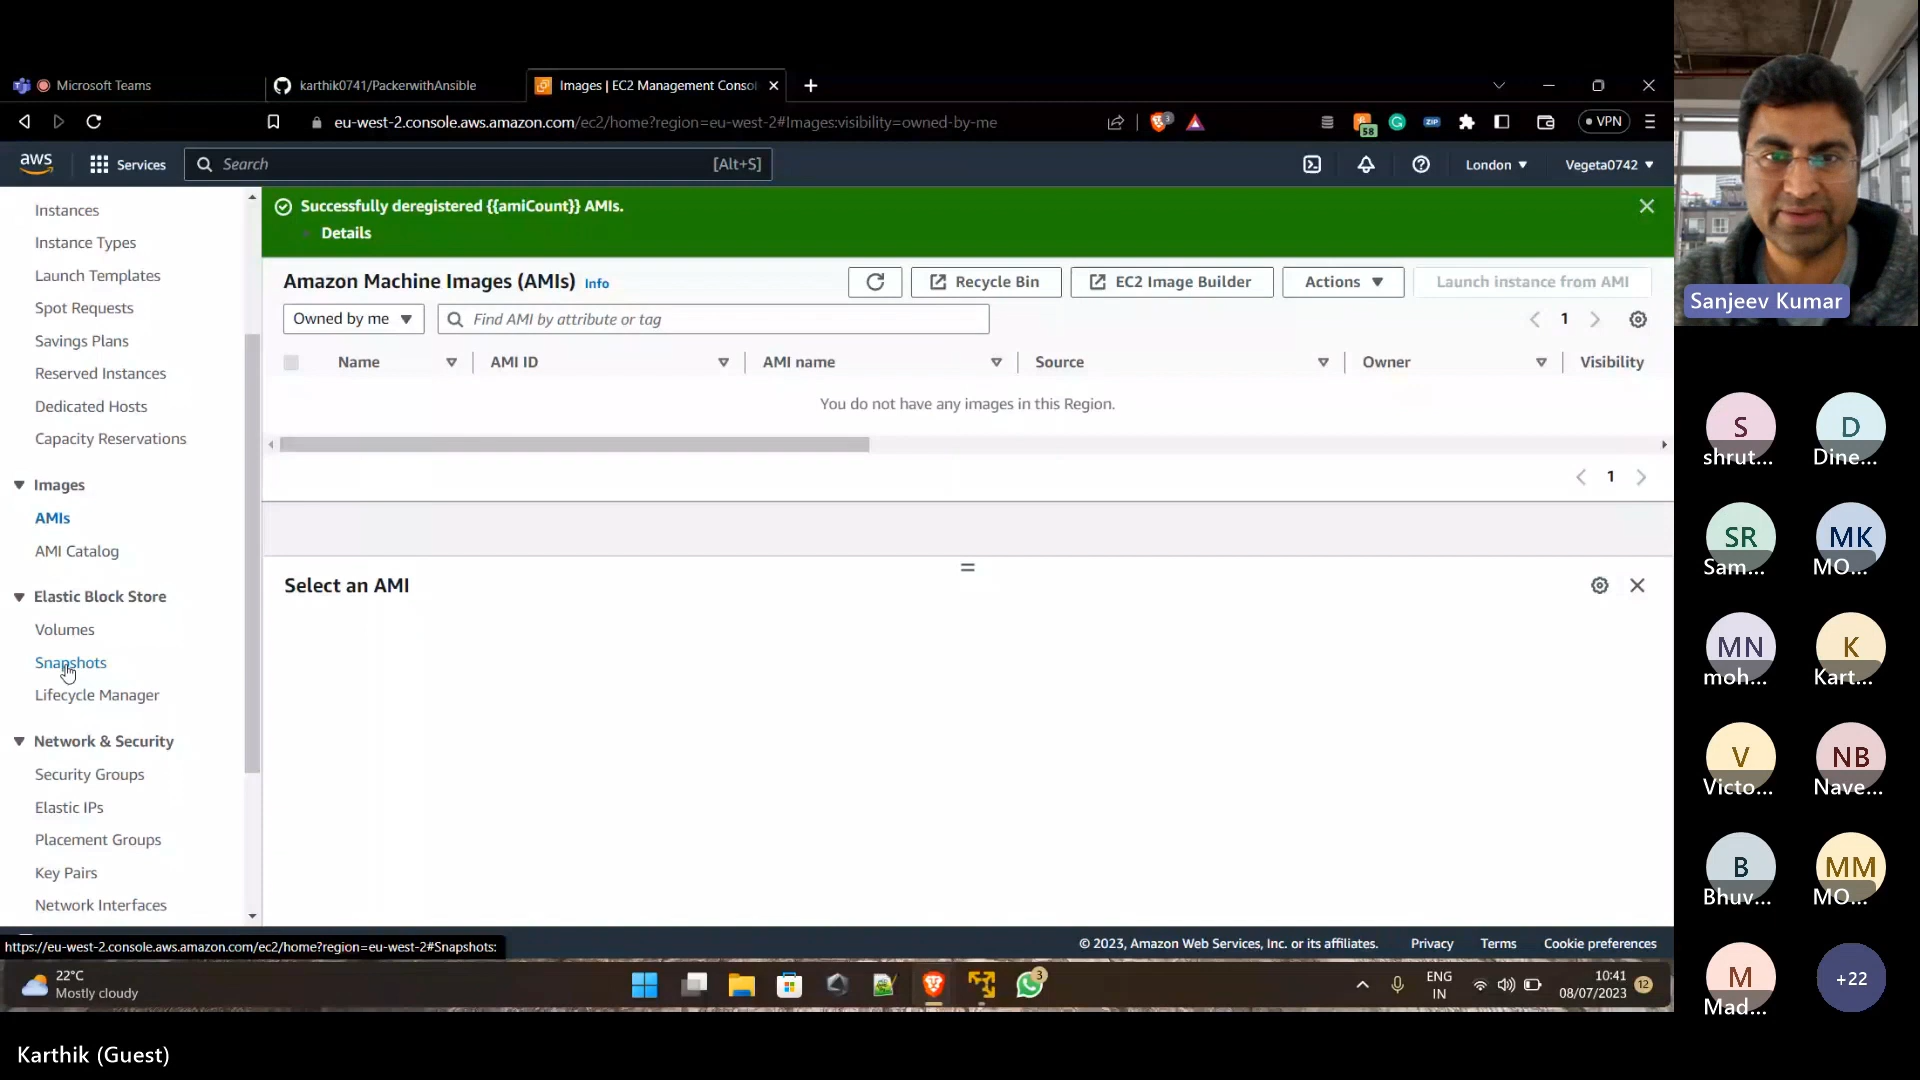 Microsoft Teams
karthik0741/PackerwithAnsible
Images | EC2 Management Consol
eu-west-2.console.aws.amazon.com/ec2/home?region=eu-west-2#Images:visibility=owned-by-me
3
58
ZIP
VPN
aws
Services
Search
[Alt+S]
London
Vegeta0742
Instances
Instance Types
Launch Templates
Spot Requests
Savings Plans
Reserved Instances
Dedicated Hosts
Capacity Reservations
Images
AMIs
AMI Catalog
Elastic Block Store
Volumes
Snapshots
Lifecycle Manager
Network & Security
Security Groups
Elastic IPs
Placement Groups
Key Pairs
Network Interfaces
Successfully deregistered {{amiCount}} AMIs.
Details
Amazon Machine Images (AMIs) Info
Recycle Bin
EC2 Image Builder
Actions
Launch instance from AMI
Owned by me
Find AMI by attribute or tag
1
Name
AMI ID
AMI name
Source
Owner
Visibility
You do not have any images in this Region.
1
Select an AMI
https://eu-west-2.console.aws.amazon.com/ec2/home?region=eu-west-2#Snapshots:
© 2023, Amazon Web Services, Inc. or its affiliates.
Privacy
Terms
Cookie preferences
22°C
Mostly cloudy
3
ENG
IN
10:41
08/07/2023
12
Sanjeev Kumar
S
shrut...
D
Dine...
SR
Sam...
MK
MO...
MN
moh...
K
Kart...
V
Victo...
NB
Nave...
B
Bhuv...
MM
MO...
M
Mad...
+22
Karthik (Guest)